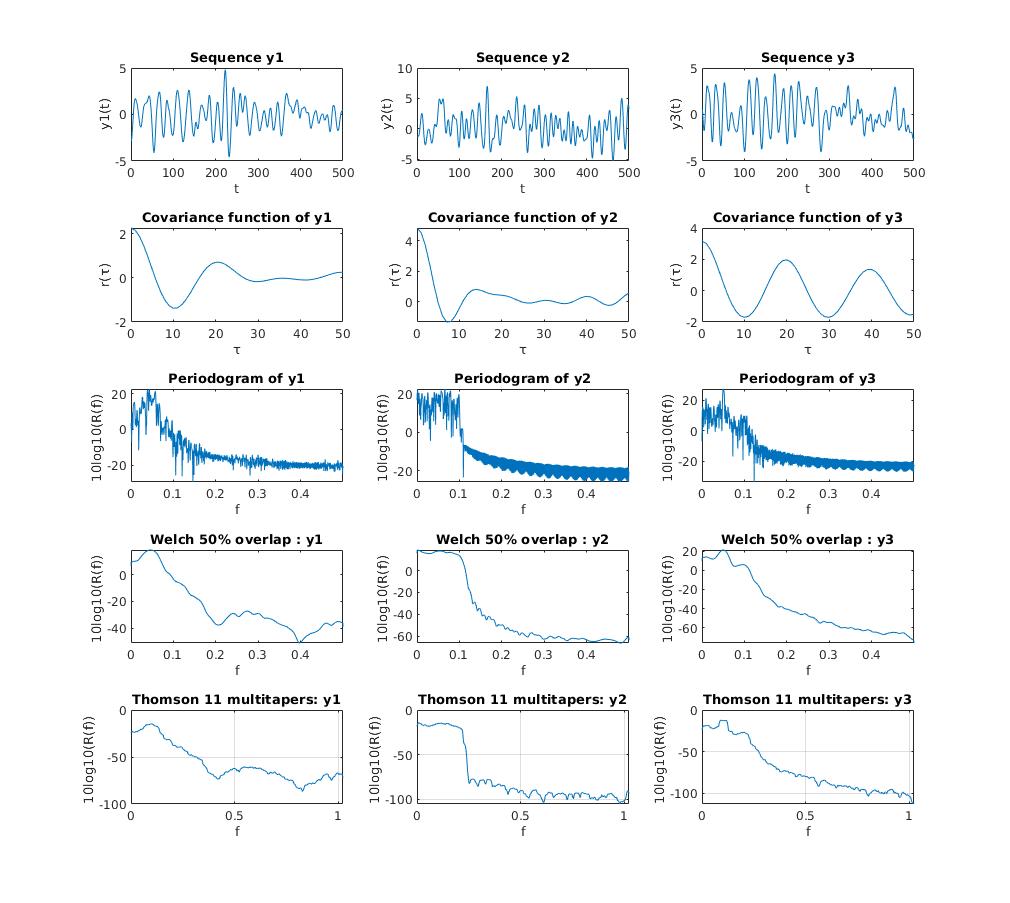 Sequence y1
Sequence y2
Sequence y3
5
0
-5
y1(t)
0 100 200 300 400 500
t
10
5
0
-5
y2(t)
0 100 200 300 400 500
t
5
0
-5
y3(t)
0 100 200 300 400 500
t
Covariance function of y1
Covariance function of y2
Covariance function of y3
2
0
-2
r(τ)
0 10 20 30 40 50
τ
4
2
0
r(τ)
0 10 20 30 40 50
τ
4
2
0
-2
r(τ)
0 10 20 30 40 50
τ
Periodogram of y1
Periodogram of y2
Periodogram of y3
20
0
-20
10log10(R(f))
0 0.1 0.2 0.3 0.4
f
20
0
-20
10log10(R(f))
0 0.1 0.2 0.3 0.4
f
20
0
-20
10log10(R(f))
0 0.1 0.2 0.3 0.4
f
Welch 50% overlap : y1
Welch 50% overlap : y2
Welch 50% overlap : y3
0
-20
-40
10log10(R(f))
0 0.1 0.2 0.3 0.4
f
0
-20
-40
-60
10log10(R(f))
0 0.1 0.2 0.3 0.4
f
20
0
-20
-40
-60
10log10(R(f))
0 0.1 0.2 0.3 0.4
f
Thomson 11 multitapers: y1
Thomson 11 multitapers: y2
Thomson 11 multitapers: y3
0
-50
-100
10log10(R(f))
0 0.5 1
f
0
-50
-100
10log10(R(f))
0 0.5 1
f
0
-50
-100
10log10(R(f))
0 0.5 1
f